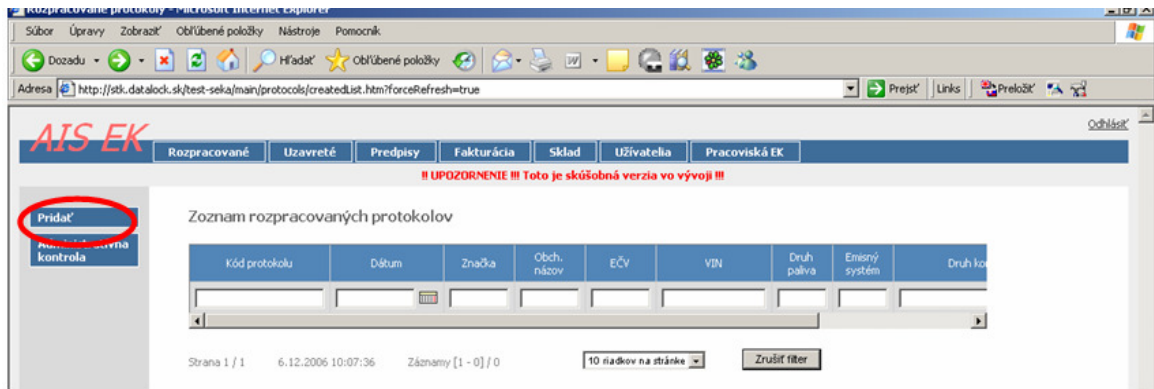 Rozpracované protokoly - Microsoft Internet Explorer
Súbor Úpravy Zobraziť Obľúbené položky Nástroje Pomocník
Dozadu Hľadať Obľúbené položky
Adresa http://stk.datalock.sk/test-seka/main/protocols/createdList.htm?forceRefresh=true Prejsť Links Preložiť
Odhlásiť
AIS EK
Rozpracované Uzavreté Predpisy Fakturácia Sklad Užívatelia Pracoviská EK
!! UPOZORNENIE !!! Toto je skúšobná verzia vo vývoji !!!
Pridať
Administratívna
kontrola
Zoznam rozpracovaných protokolov
Kód protokolu Dátum Značka Obch. názov EČV VIN Druh paliva Emisný systém Druh ko
Strana 1 / 1 6.12.2006 10:07:36 Záznamy [1 - 0] / 0 10 riadkov na stránke Zrušiť filter